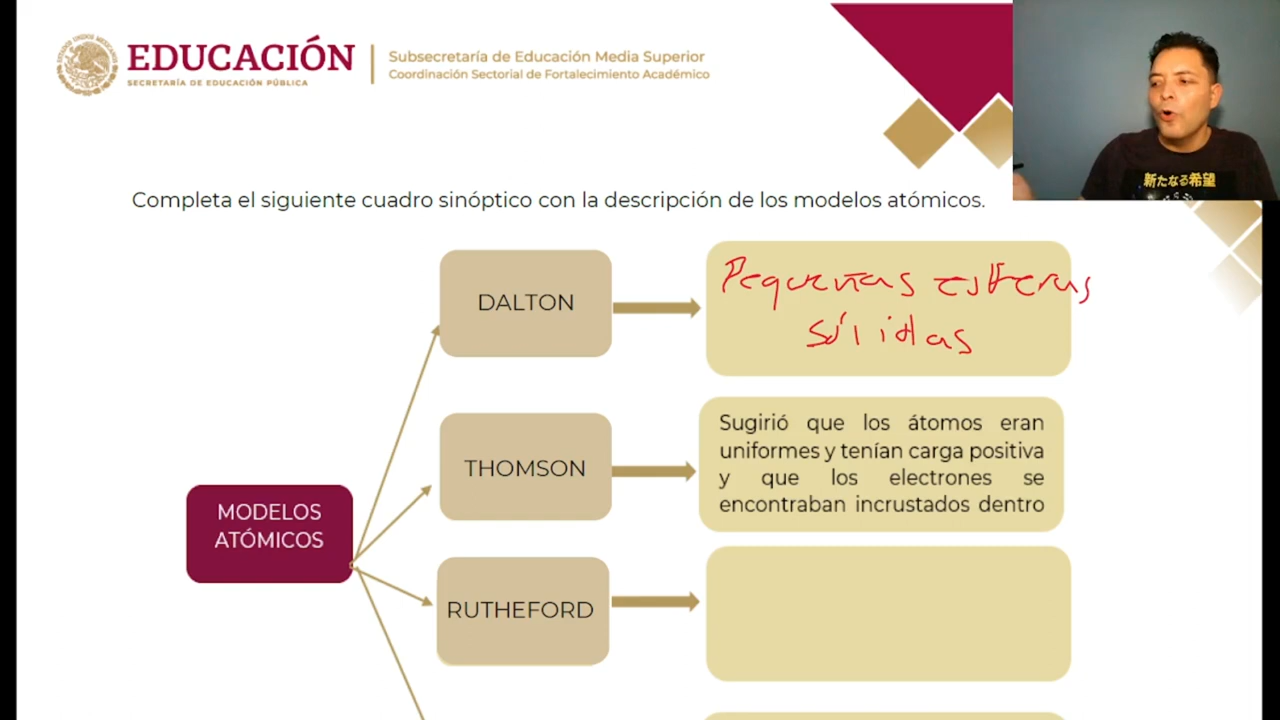 EDUCACIÓN
SECRETARÍA DE EDUCACIÓN PÚBLICA
Subsecretaría de Educación Media Superior
Coordinación Sectorial de Fortalecimiento Académico
新たなる希望
Completa el siguiente cuadro sinóptico con la descripción de los modelos atómicos.
DALTON
Pequeñas esferas
sólidas
THOMSON
Sugirió que los átomos eran
uniformes y tenían carga positiva
y que los electrones se
encontraban incrustados dentro
MODELOS
ATÓMICOS
RUTHEFORD